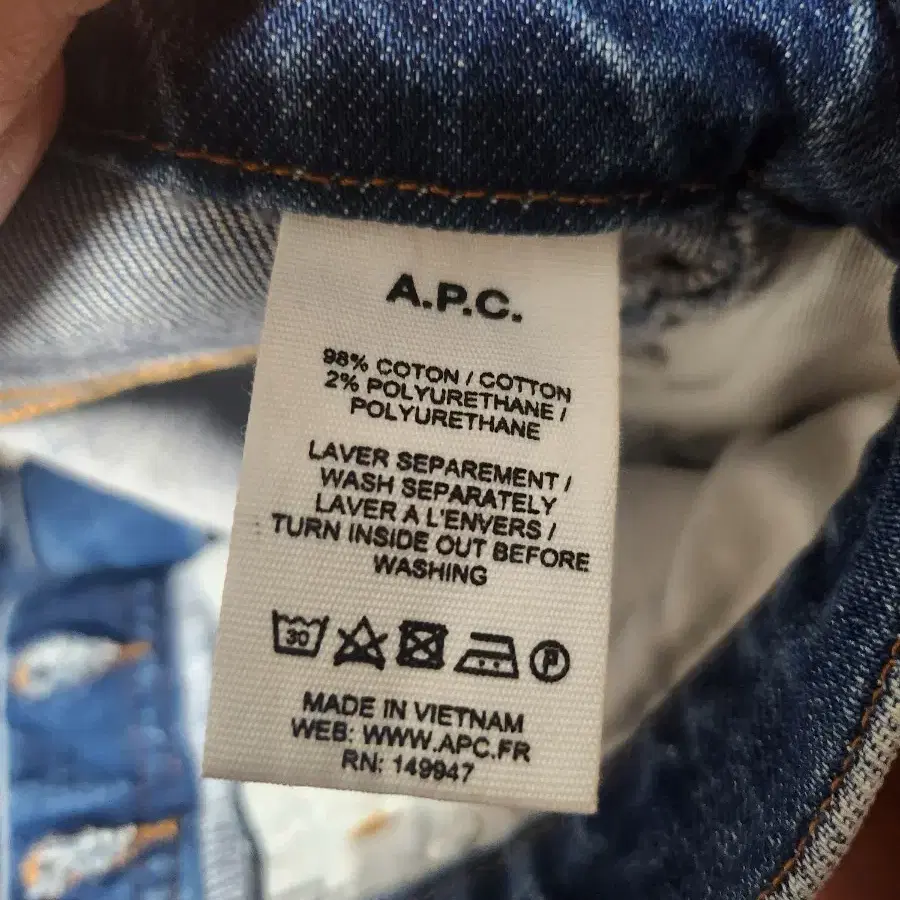 A.P.C.
98% COTON / COTTON
2% POLYURETHANE /
POLYURETHANE
LAVER SEPAREMENT /
WASH SEPARATELY
LAVER A L'ENVERS /
TURN INSIDE OUT BEFORE
WASHING
30 P
MADE IN VIETNAM
WEB: WWW.APC.FR
RN: 149947